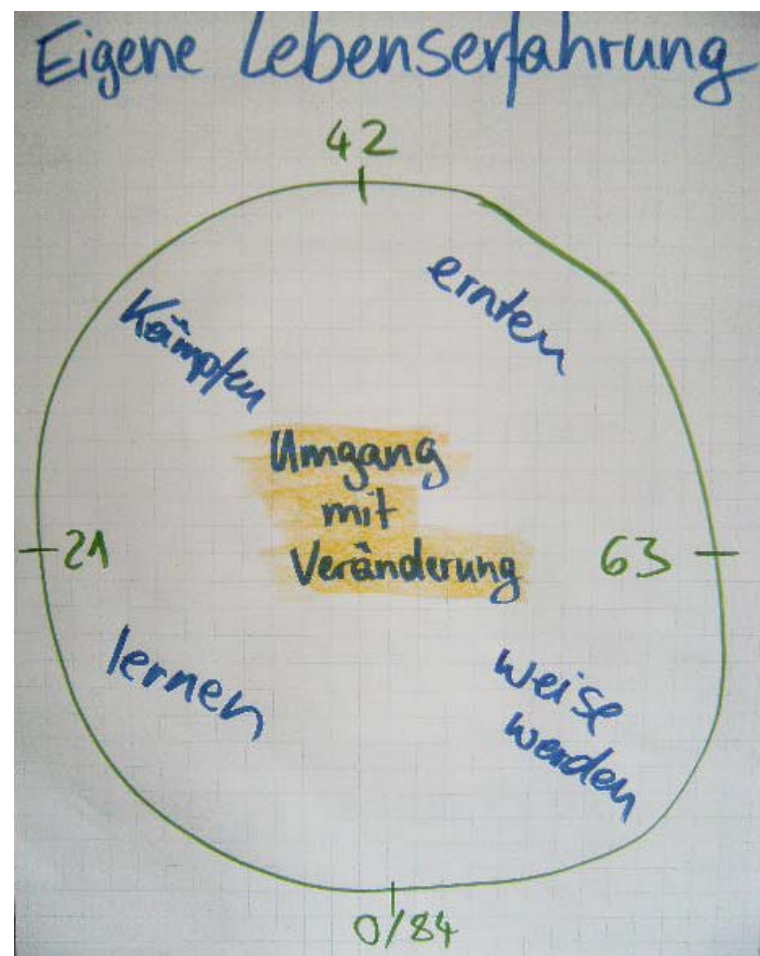 Eigene Lebenserfahrung
42
ernten
Kämpfen
Umgang
mit
Veränderung
21
63
lernen
weise
werden
0/84